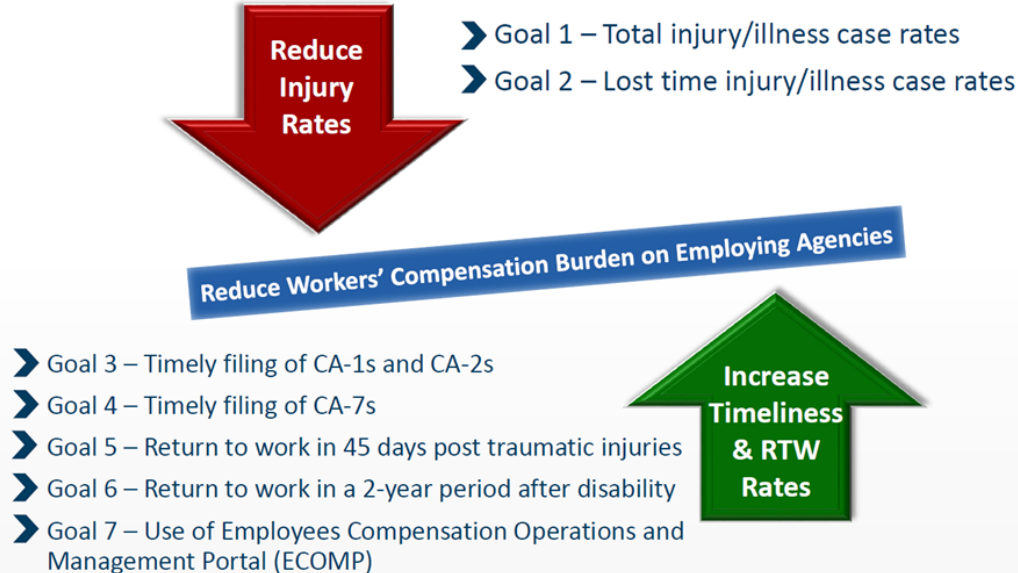 Reduce
Injury
Rates
Goal 1 – Total injury/illness case rates
Goal 2 – Lost time injury/illness case rates
Reduce Workers’ Compensation Burden on Employing Agencies
Goal 3 – Timely filing of CA-1s and CA-2s
Goal 4 – Timely filing of CA-7s
Goal 5 – Return to work in 45 days post traumatic injuries
Goal 6 – Return to work in a 2-year period after disability
Goal 7 – Use of Employees Compensation Operations and
Management Portal (ECOMP)
Increase
Timeliness
& RTW
Rates